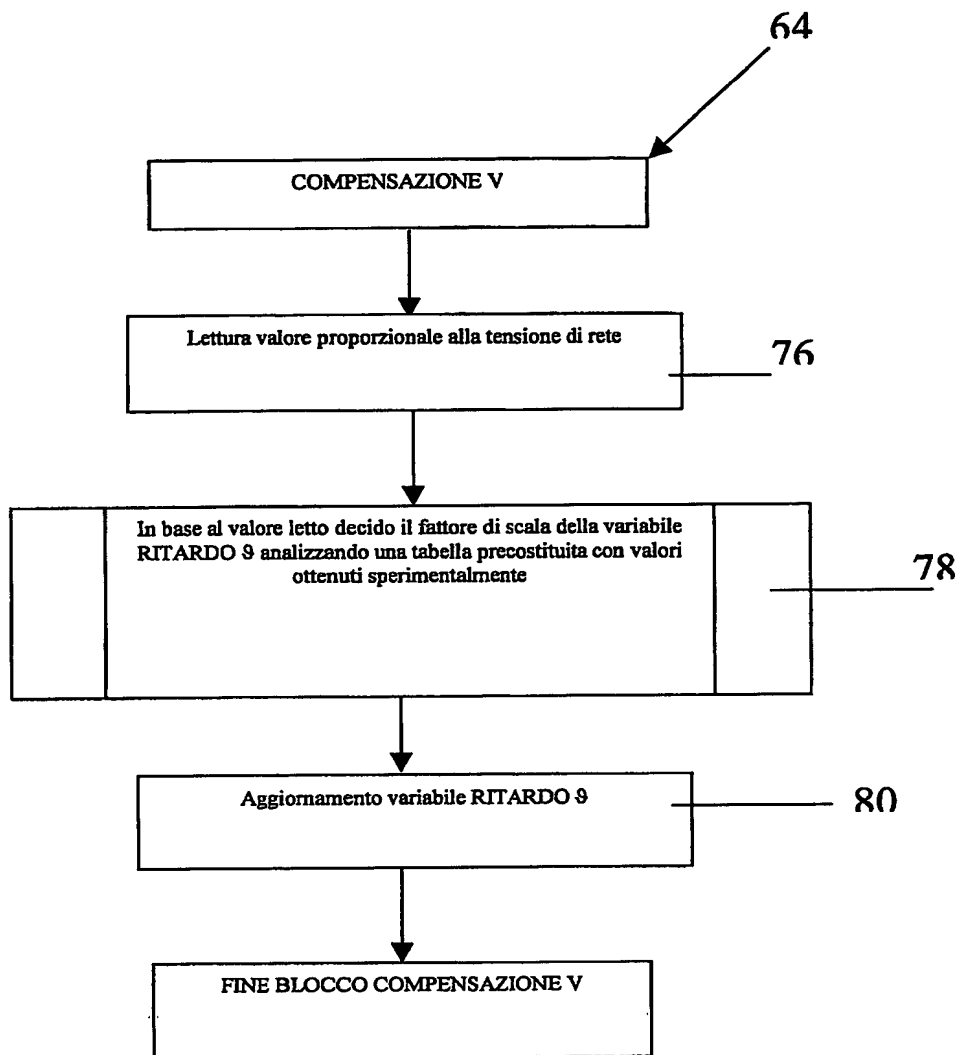 64
COMPENSAZIONE V
Lettura valore proporzionale alla tensione di rete
76
In base al valore letto decido il fattore di scala della variabile
RITARDO ϑ analizzando una tabella precostituita con valori
ottenuti sperimentalmente
78
Aggiornamento variabile RITARDO ϑ
80
FINE BLOCCO COMPENSAZIONE V